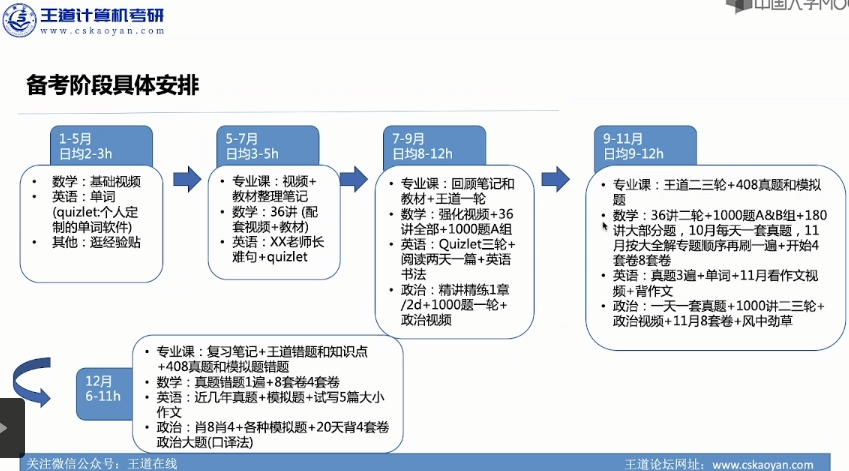 王道计算机考研
www.cskaoyan.com
中国大学MOO
备考阶段具体安排
1-5月
日均2-3h
• 数学：基础视频
• 英语：单词
(quizlet:个人定
制的单词软件)
• 其他：逛经验贴
5-7月
日均3-5h
• 专业课：视频+
教材整理笔记
• 数学：36讲 (配
套视频+教材)
• 英语：XX老师长
难句+quizlet
7-9月
日均8-12h
• 专业课：回顾笔记和
教材+王道一轮
• 数学：强化视频+36
讲全部+1000题A组
• 英语：Quizlet三轮+
阅读两天一篇+英语
书法
• 政治：精讲精练1章
/2d+1000题一轮+
政治视频
9-11月
日均9-12h
• 专业课：王道二三轮+408真题和模拟
题
• 数学：36讲二轮+1000题A&B组+180
讲大部分题，10月每天一套真题，11
月按大全解专题顺序再刷一遍+开始4
套卷8套卷
• 英语：真题3遍+单词+11月看作文视
频+背作文
• 政治：一天一套真题+1000讲二三轮+
政治视频+11月8套卷+风中劲草
12月
6-11h
• 专业课：复习笔记+王道错题和知识点
+408真题和模拟题错题
• 数学：真题错题1遍+8套卷4套卷
• 英语：近几年真题+模拟题+试写5篇大小
作文
• 政治：肖8肖4+各种模拟题+20天背4套卷
政治大题(口译法)
关注微信公众号：王道在线
王道论坛网址：www.cskaoyan.com